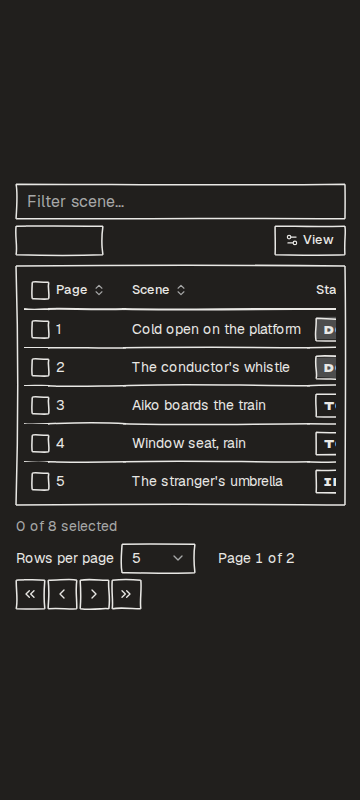 Filter scene...
View
Page Scene Sta
1 Cold open on the platform
2 The conductor's whistle
3 Aiko boards the train
4 Window seat, rain
5 The stranger's umbrella
0 of 8 selected
Rows per page 5 Page 1 of 2